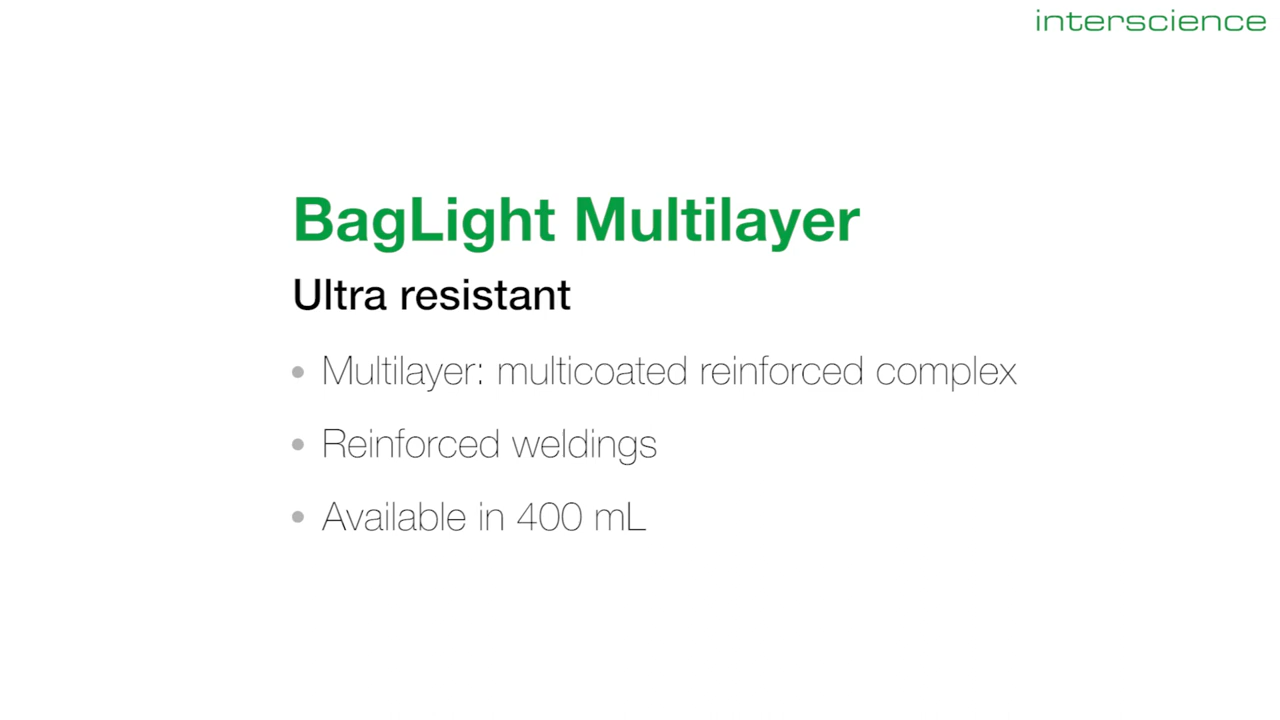 interscience
BagLight Multilayer
Ultra resistant
• Multilayer: multicoated reinforced complex
• Reinforced weldings
• Available in 400 mL